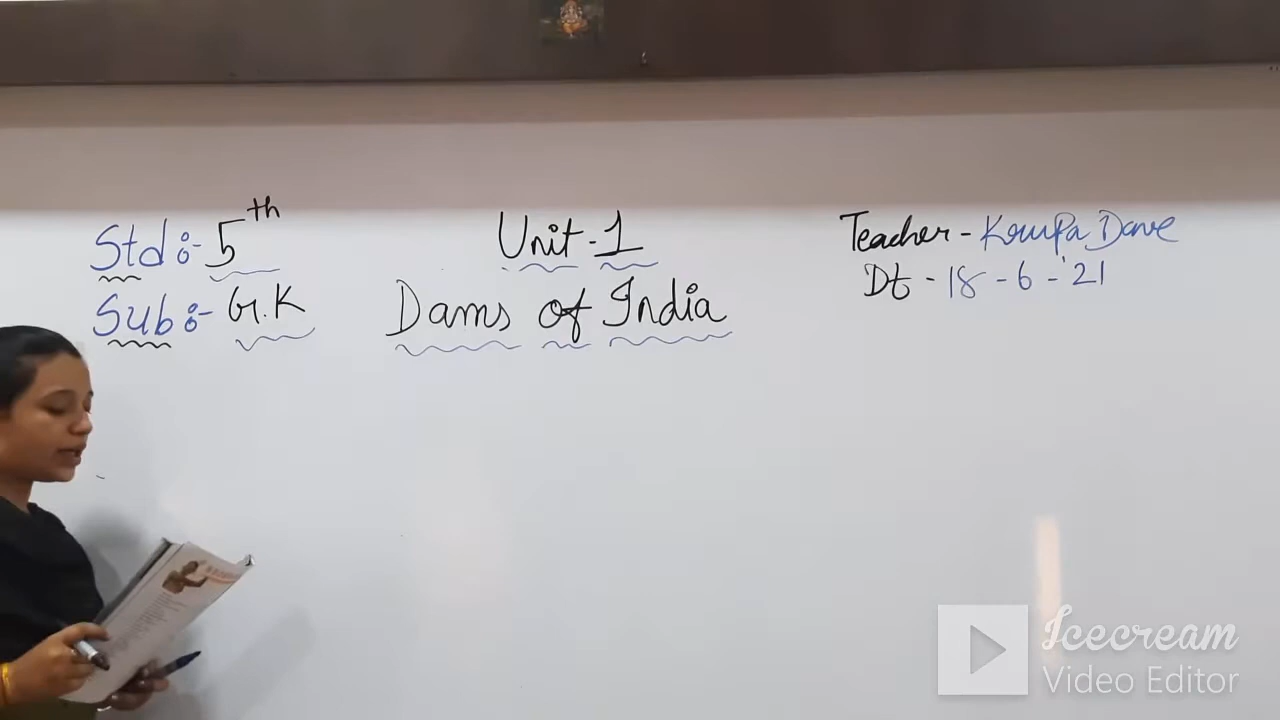 Std :- 5th
Sub :- G.K
Unit - 1
Dams of India
Teacher - Krupa Dave
Dt - 18 - 6 - '21
Icecream
Video Editor